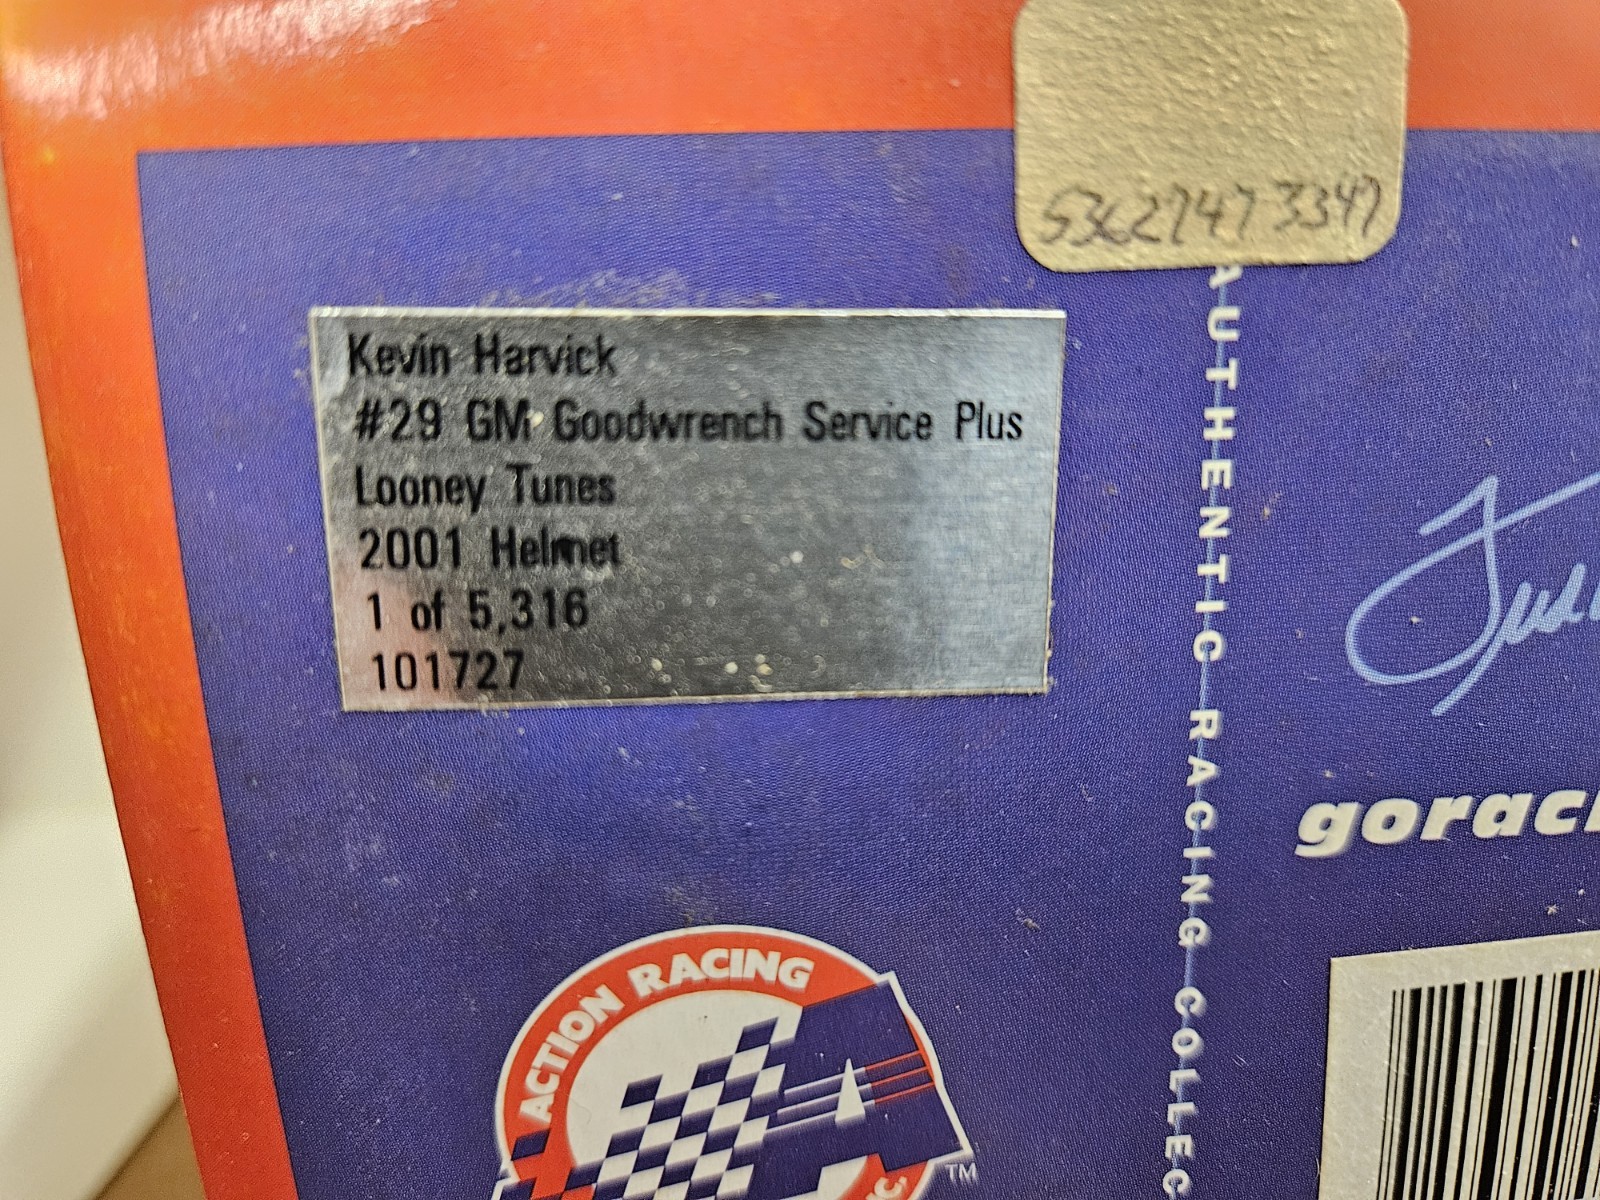 5362747 3347
Kevin Harvick
#29 GM Goodwrench Service Plus
Looney Tunes
2001 Helmet
1 of 5,316
101727
AUTHENTIC RACING COLLEC
gorac
ACTION RACING
TM